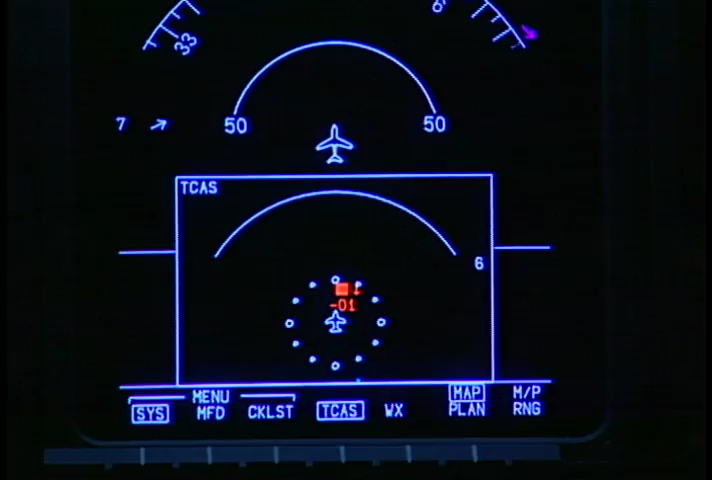 33
6
7
50 50
TCAS
6
-01
MENU
MAP M/P
SYS MFD CKLST TCAS WX PLAN RNG